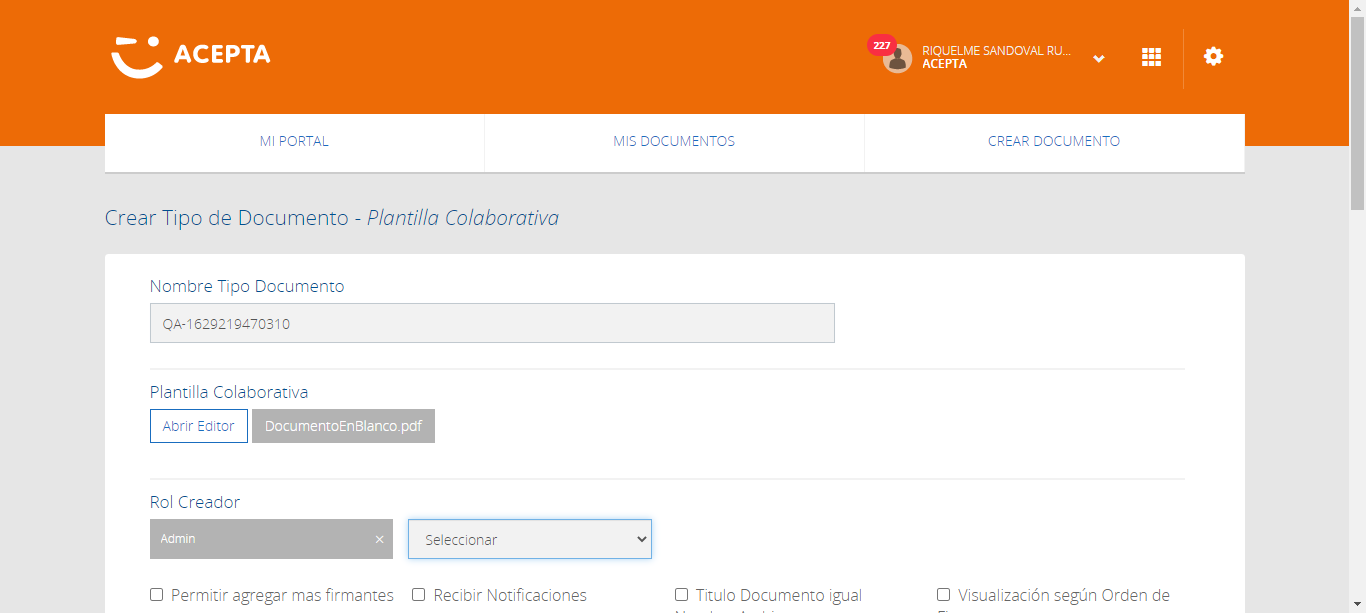 ACEPTA
227
RIQUELME SANDOVAL RU...
ACEPTA
MI PORTAL
MIS DOCUMENTOS
CREAR DOCUMENTO
Crear Tipo de Documento - Plantilla Colaborativa
Nombre Tipo Documento
QA-1629219470310
Plantilla Colaborativa
Abrir Editor
DocumentoEnBlanco.pdf
Rol Creador
Admin ×
Seleccionar
Permitir agregar mas firmantes
Recibir Notificaciones
Titulo Documento igual
Visualización según Orden de